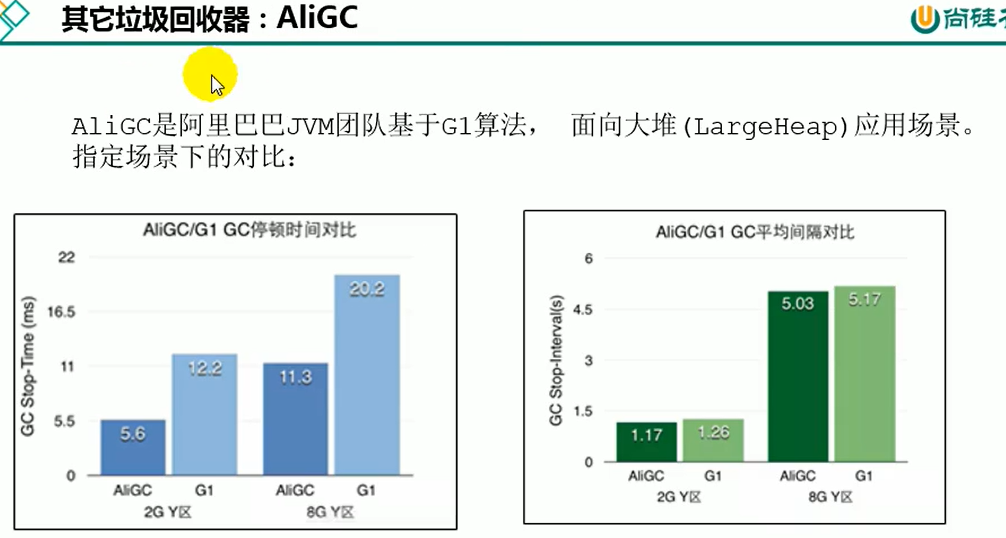 其它垃圾回收器：AliGC
尚硅
AliGC是阿里巴巴JVM团队基于G1算法， 面向大堆(LargeHeap)应用场景。
指定场景下的对比：
AliGC/G1 GC停顿时间对比
GC Stop-Time (ms)
22
16.5
11
5.5
0
5.6
12.2
11.3
20.2
AliGC G1 AliGC G1
2G Y区 8G Y区
AliGC/G1 GC平均间隔对比
GC Stop-Interval(s)
6
4.5
3
1.5
0
1.17
1.26
5.03
5.17
AliGC G1 AliGC G1
2G Y区 8G Y区